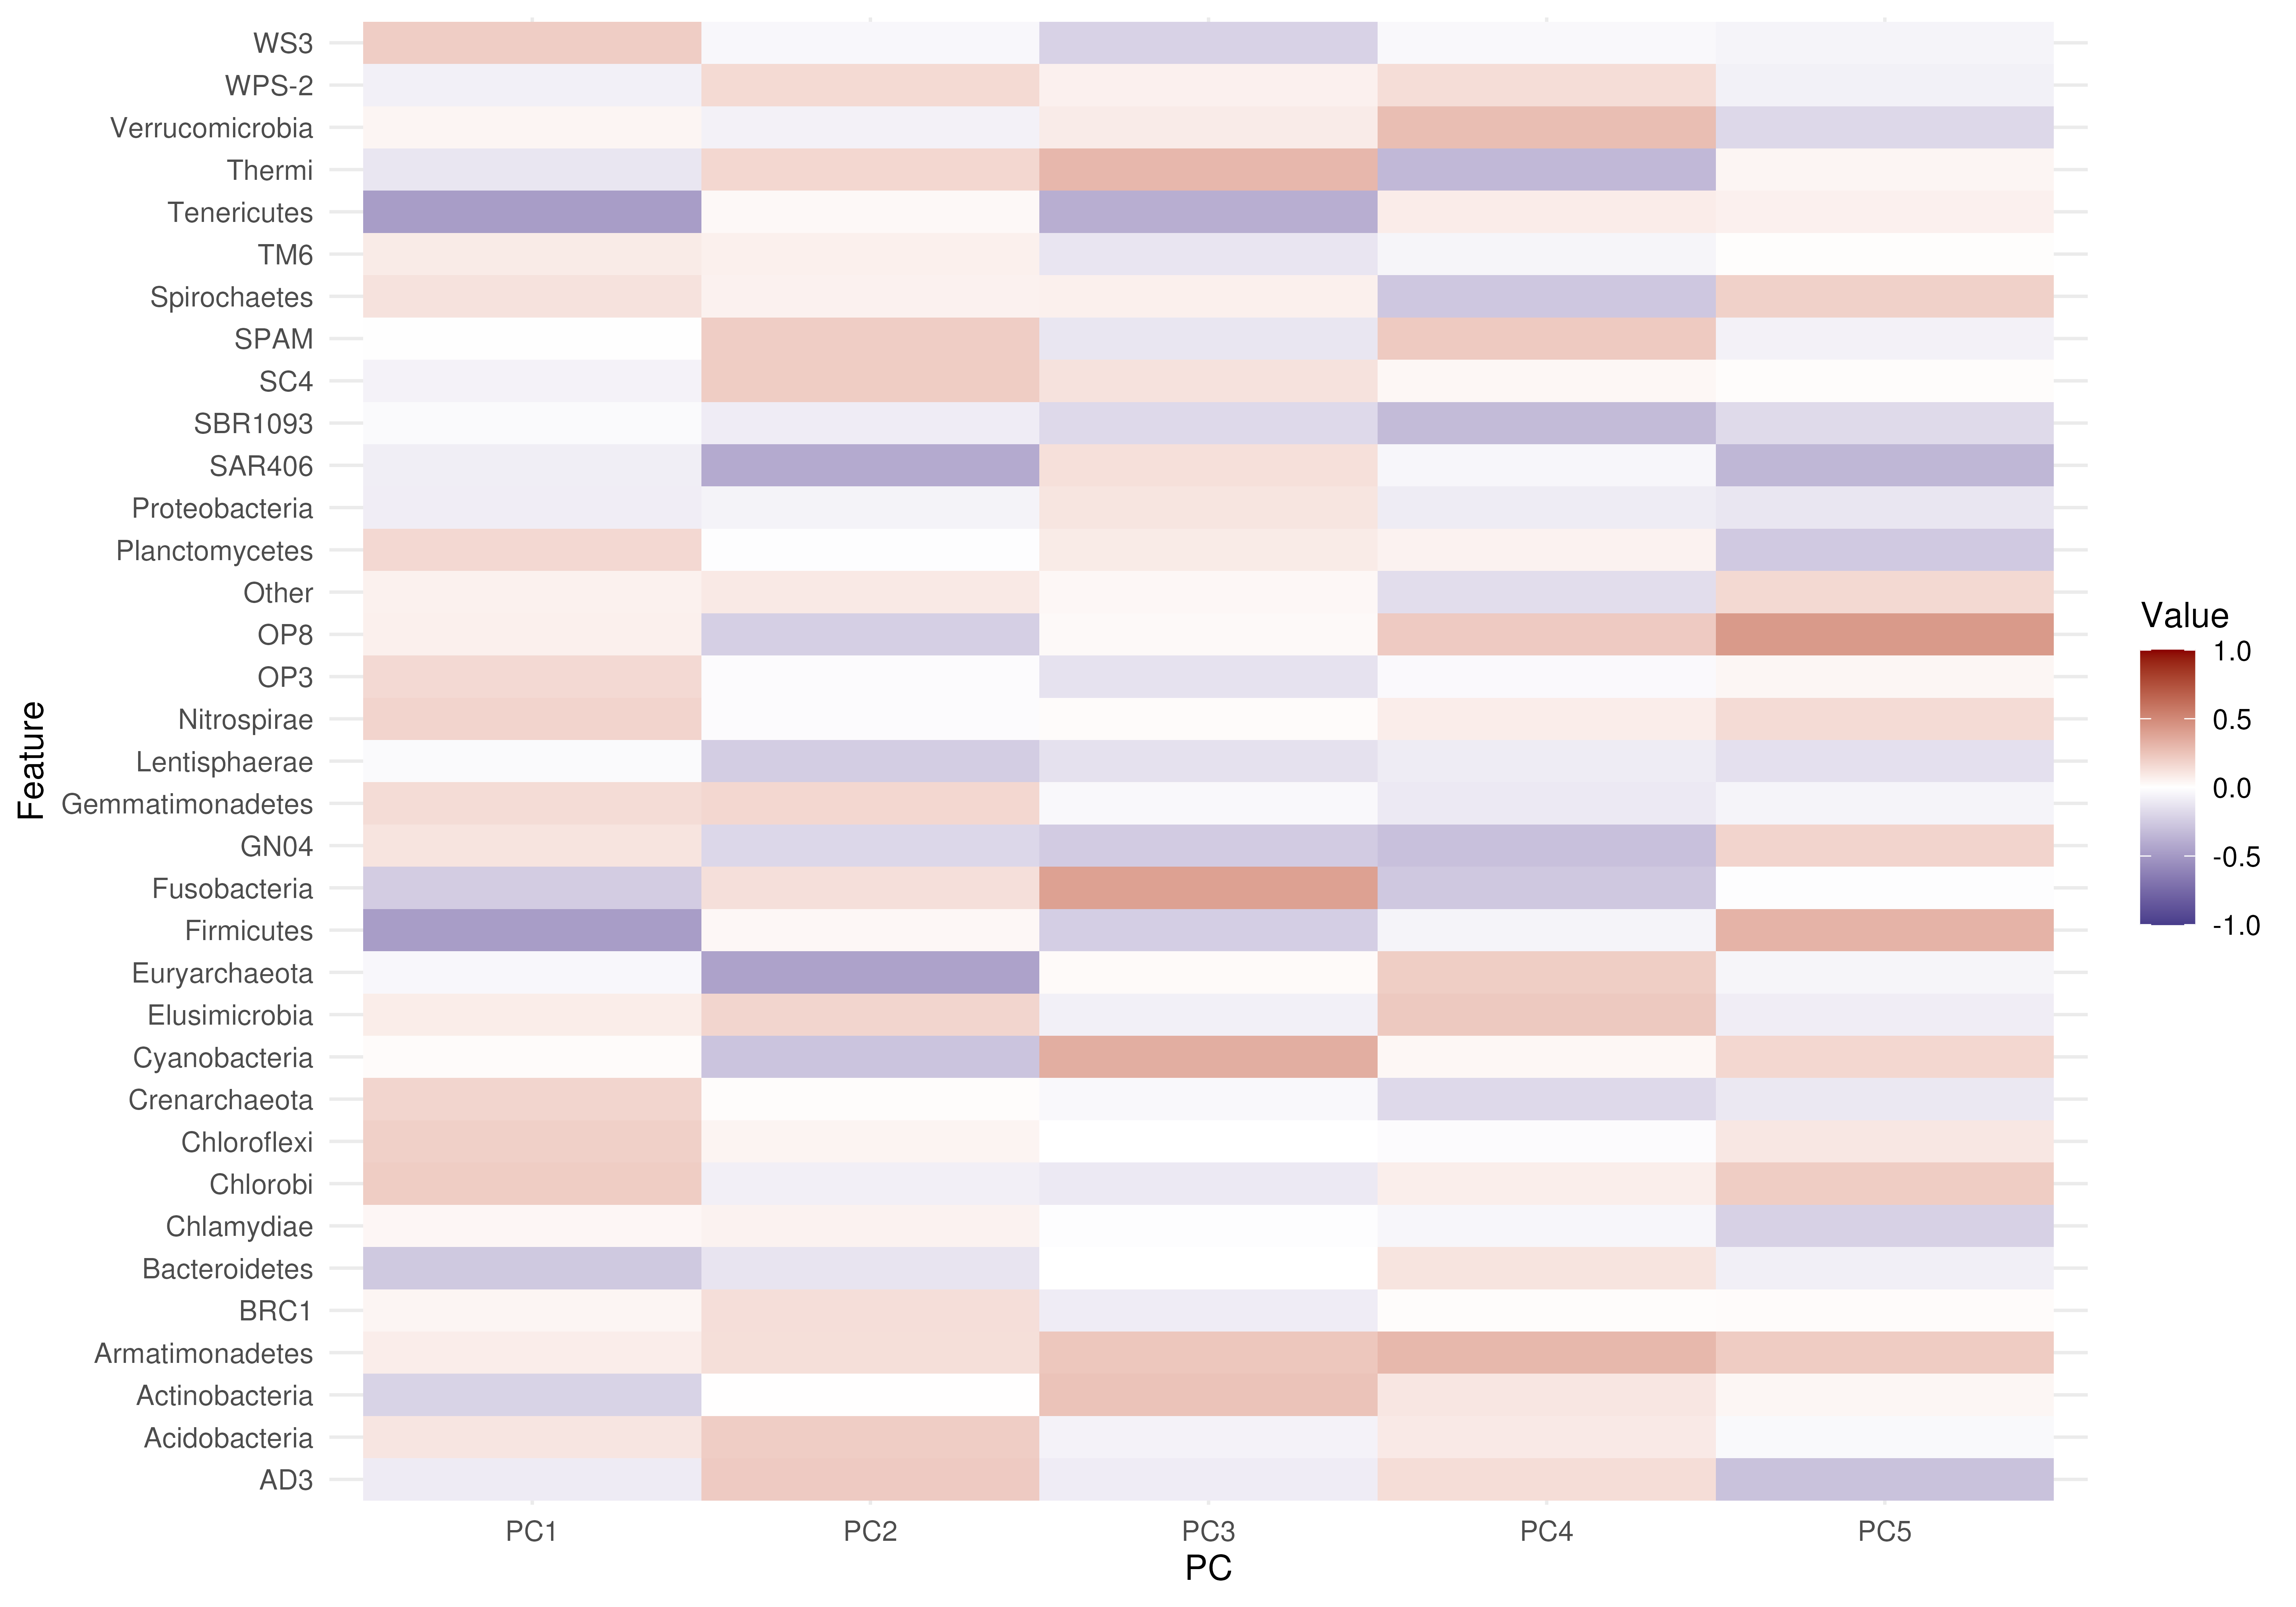 WS3
WPS-2
Verrucomicrobia
Thermi
Tenericutes
TM6
Spirochaetes
SPAM
SC4
SBR1093
SAR406
Proteobacteria
Planctomycetes
Other
OP8
OP3
Nitrospirae
Lentisphaerae
Gemmatimonadetes
GN04
Fusobacteria
Firmicutes
Euryarchaeota
Elusimicrobia
Cyanobacteria
Crenarchaeota
Chloroflexi
Chlorobi
Chlamydiae
Bacteroidetes
BRC1
Armatimonadetes
Actinobacteria
Acidobacteria
AD3
Feature
PC1 PC2 PC3 PC4 PC5
PC
Value
1.0
0.5
0.0
-0.5
-1.0